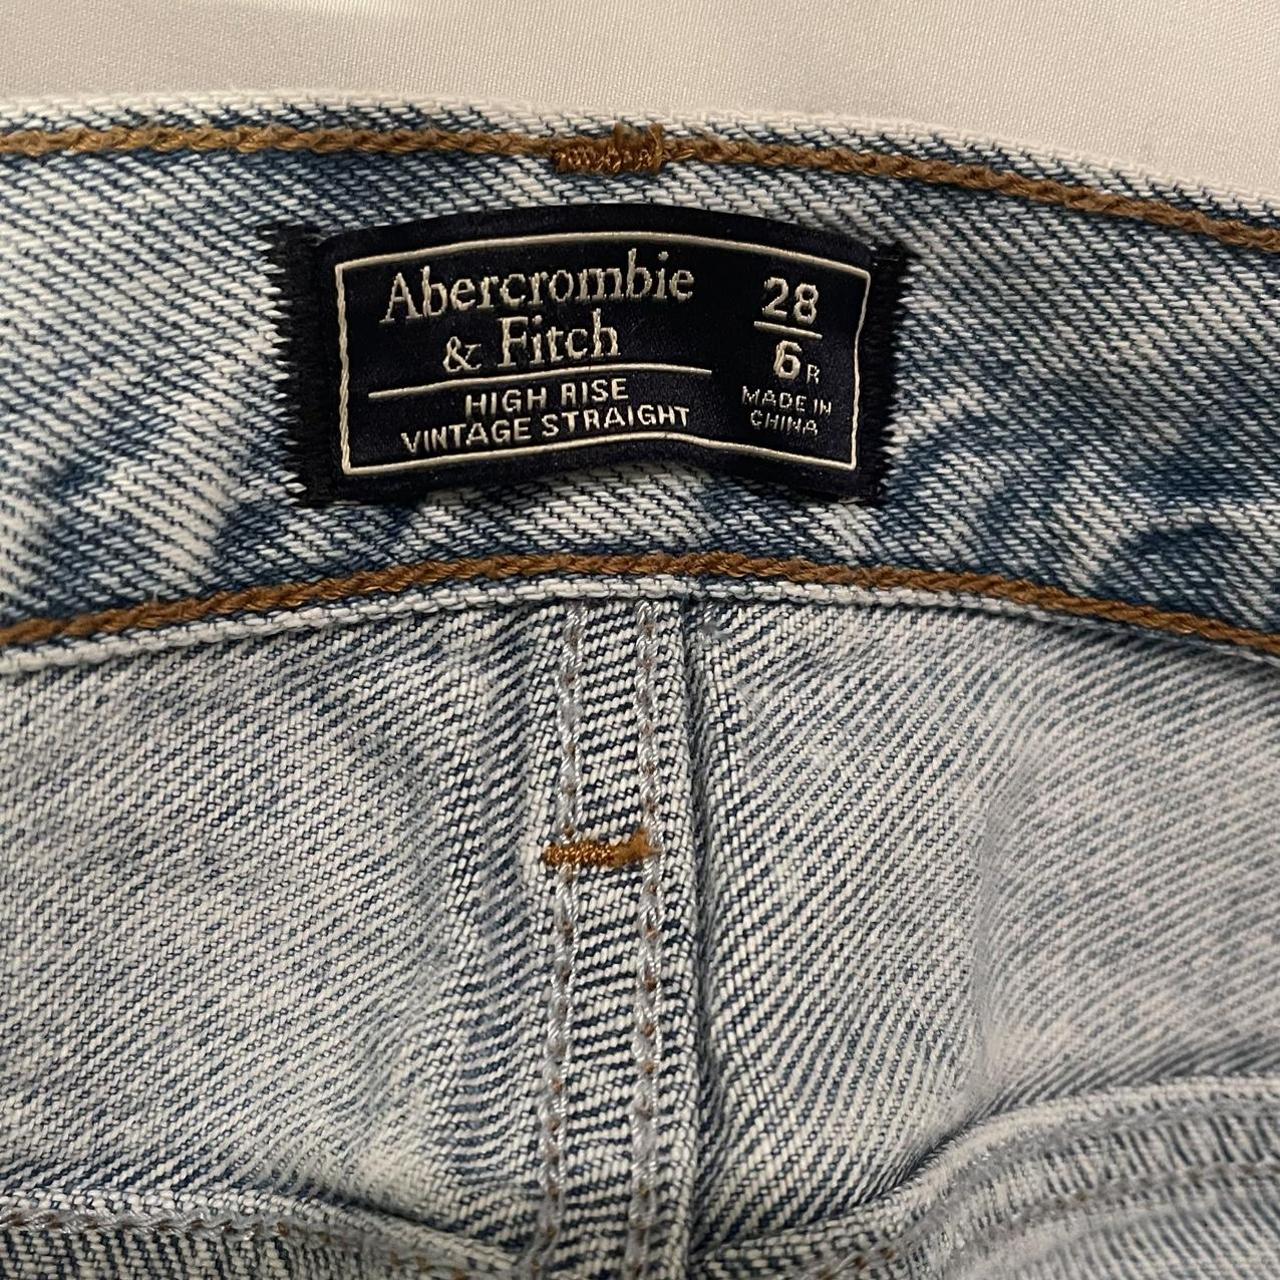 Abercrombie
& Fitch
HIGH RISE
VINTAGE STRAIGHT
28
6R
MADE IN
CHINA